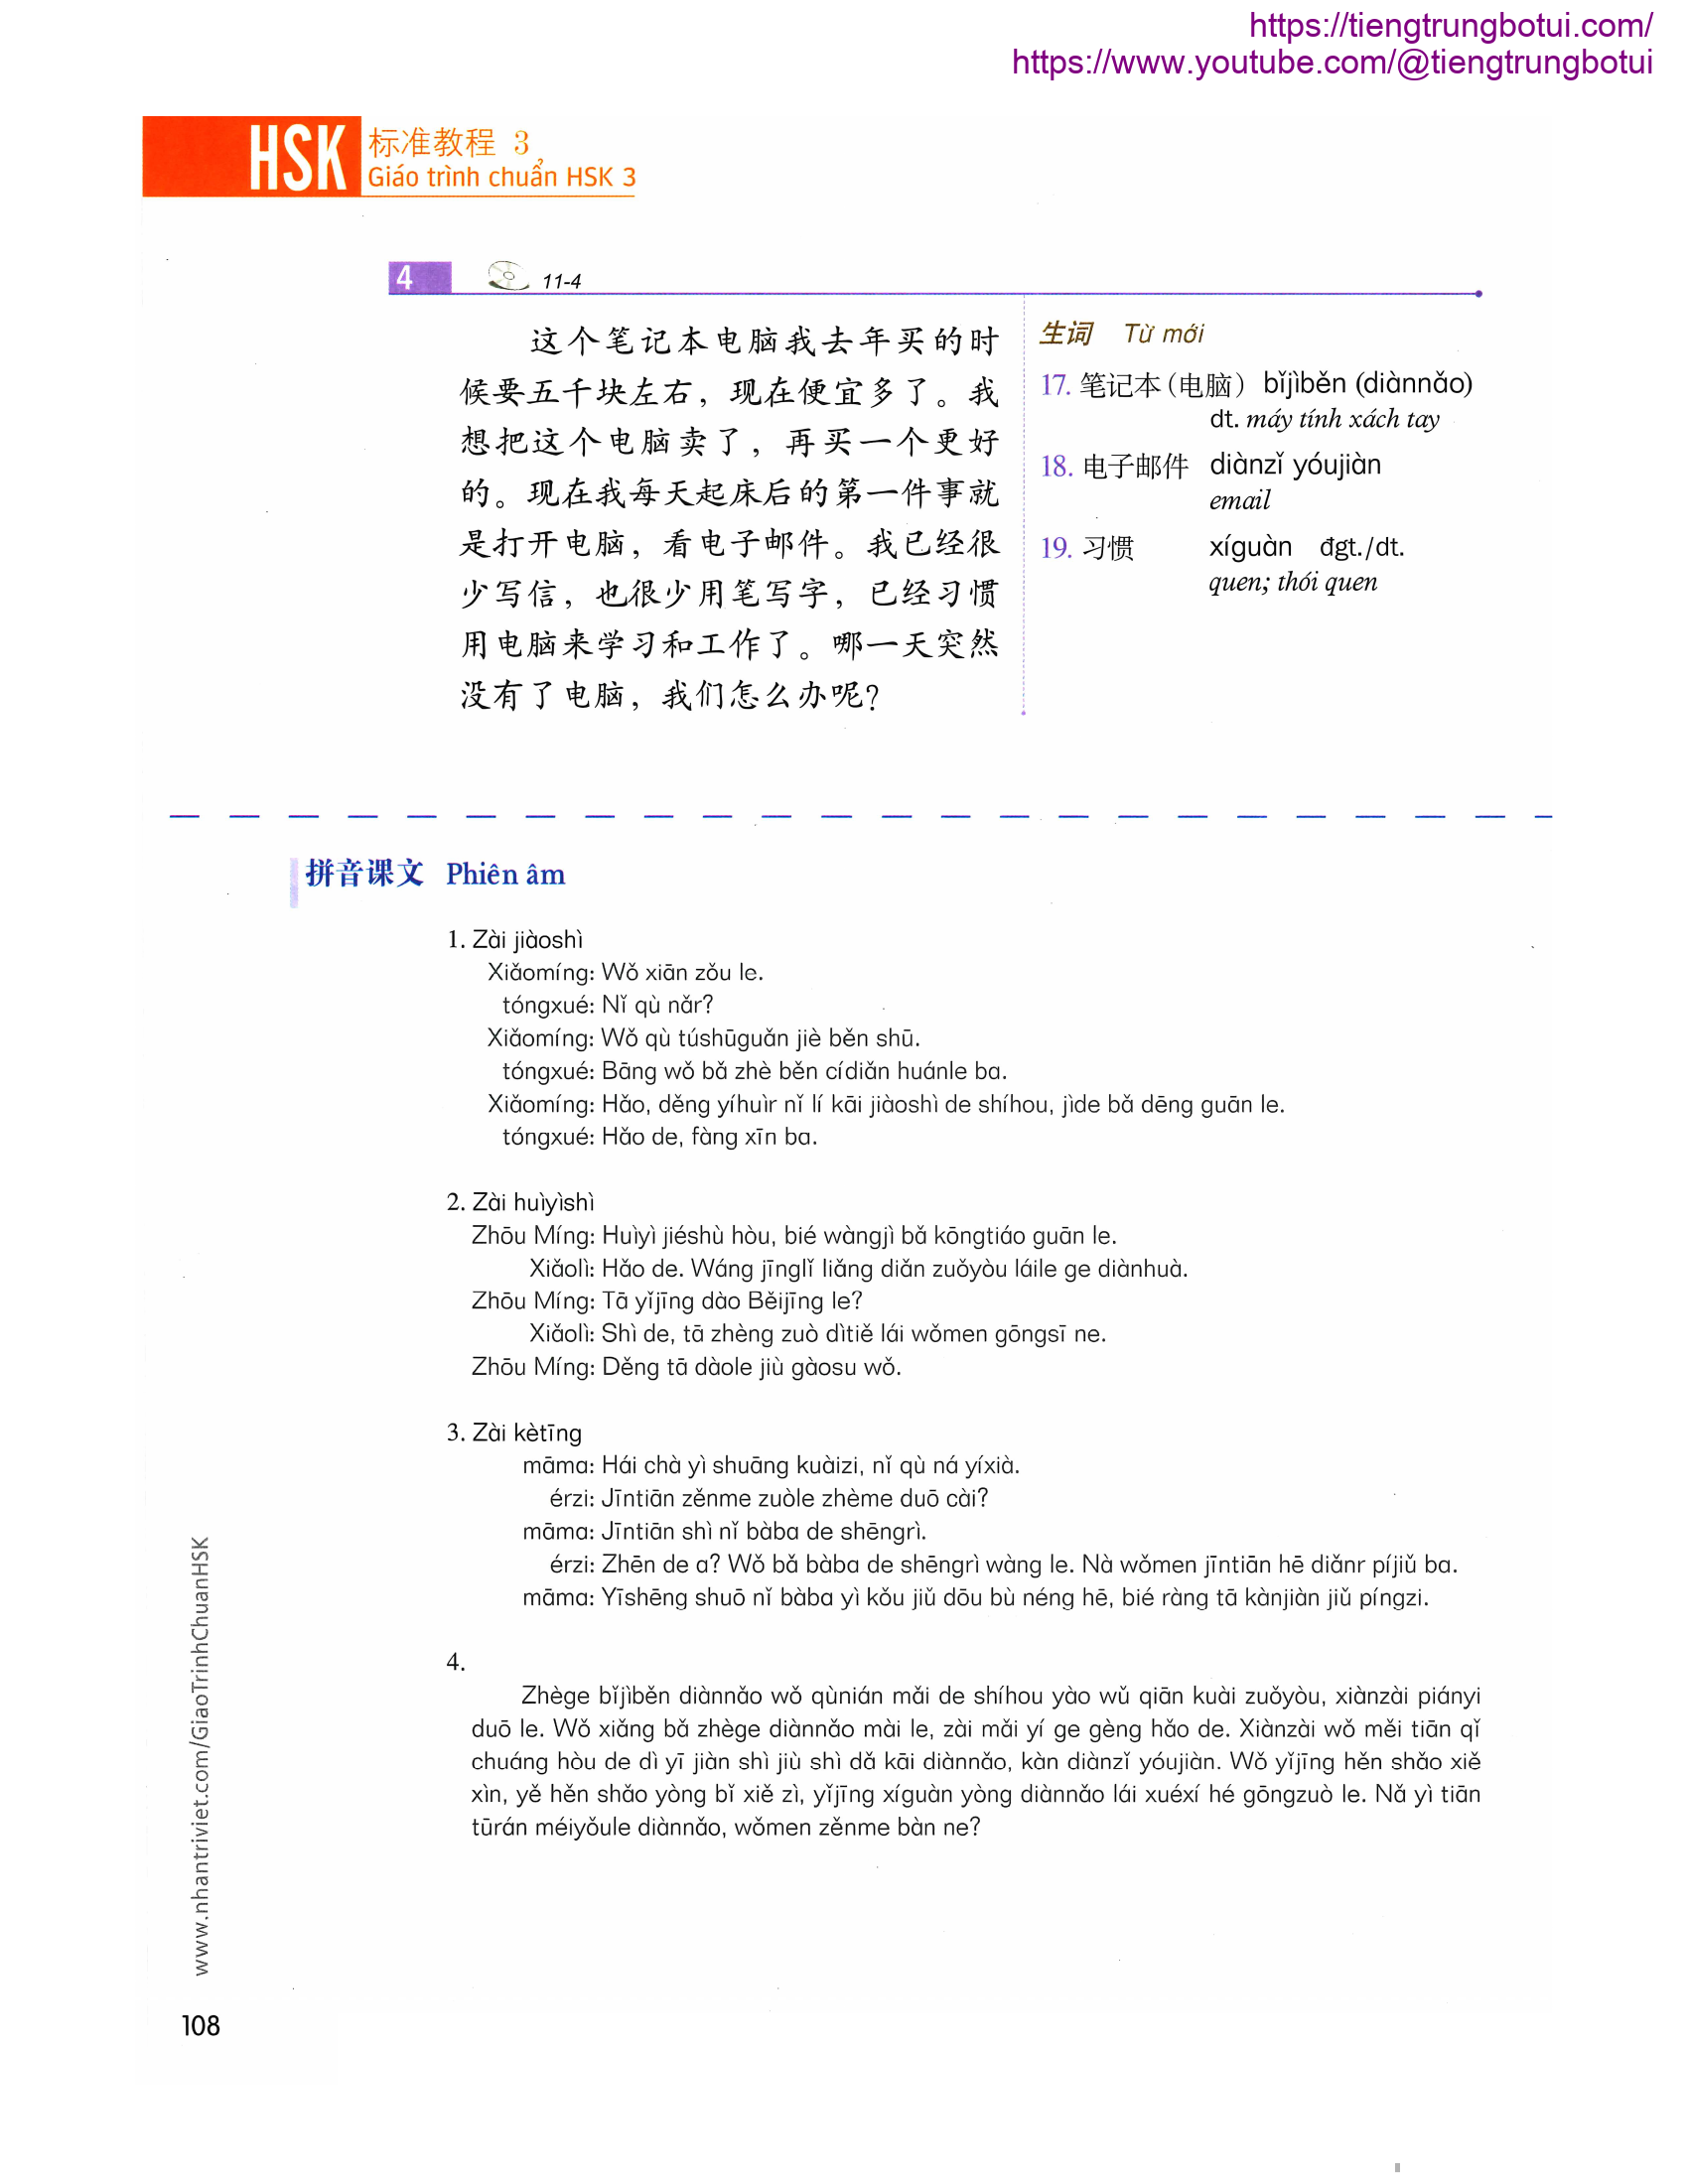 https://tiengtrungbotui.com/
https://www.youtube.com/@tiengtrungbotui
HSK 标准教程 3
Giáo trình chuẩn HSK 3
4 11-4
这个笔记本电脑我去年买的时
候要五千块左右，现在便宜多了。我
想把这个电脑卖了，再买一个更好
的。现在我每天起床后的第一件事就
是打开电脑，看电子邮件。我已经很
少写信，也很少用笔写字，已经习惯
用电脑来学习和工作了。哪一天突然
没有了电脑，我们怎么办呢？
生词 Từ mới
17. 笔记本（电脑） bǐjìběn (diànnǎo)
dt. máy tính xách tay
18. 电子邮件 diànzǐ yóujiàn
email
19. 习惯 xíguàn đgt./dt.
quen; thói quen
拼音课文 Phiên âm
1. Zài jiàoshì
Xiǎomíng: Wǒ xiān zǒu le.
tóngxué: Nǐ qù nǎr?
Xiǎomíng: Wǒ qù túshūguǎn jiè běn shū.
tóngxué: Bāng wǒ bǎ zhè běn cídiǎn huánle ba.
Xiǎomíng: Hǎo, děng yíhuìr nǐ lí kāi jiàoshì de shíhou, jìde bǎ dēng guān le.
tóngxué: Hǎo de, fàng xīn ba.
2. Zài huìyìshì
Zhōu Míng: Huìyì jiéshù hòu, bié wàngjì bǎ kōngtiáo guān le.
Xiǎolì: Hǎo de. Wáng jīnglǐ liǎng diǎn zuǒyòu láile ge diànhuà.
Zhōu Míng: Tā yǐjīng dào Běijīng le?
Xiǎolì: Shì de, tā zhèng zuò dìtiě lái wǒmen gōngsī ne.
Zhōu Míng: Děng tā dàole jiù gàosu wǒ.
3. Zài kètīng
māma: Hái chà yì shuāng kuàizi, nǐ qù ná yíxià.
érzi: Jīntiān zěnme zuòle zhème duō cài?
māma: Jīntiān shì nǐ bàba de shēngrì.
érzi: Zhēn de a? Wǒ bǎ bàba de shēngrì wàng le. Nà wǒmen jīntiān hē diǎnr píjiǔ ba.
māma: Yīshēng shuō nǐ bàba yì kǒu jiǔ dōu bù néng hē, bié ràng tā kànjiàn jiǔ píngzi.
4.
Zhège bǐjìběn diànnǎo wǒ qùnián mǎi de shíhou yào wǔ qiān kuài zuǒyòu, xiànzài piányi
duō le. Wǒ xiǎng bǎ zhège diànnǎo mài le, zài mǎi yí ge gèng hǎo de. Xiànzài wǒ měi tiān qǐ
chuáng hòu de dì yī jiàn shì jiù shì dǎ kāi diànnǎo, kàn diànzǐ yóujiàn. Wǒ yǐjīng hěn shǎo xiě
xìn, yě hěn shǎo yòng bǐ xiě zì, yǐjīng xíguàn yòng diànnǎo lái xuéxí hé gōngzuò le. Nǎ yì tiān
tūrán méiyǒule diànnǎo, wǒmen zěnme bàn ne?
www.nhantriviet.com/GiaoTrinhChuanHSK
108